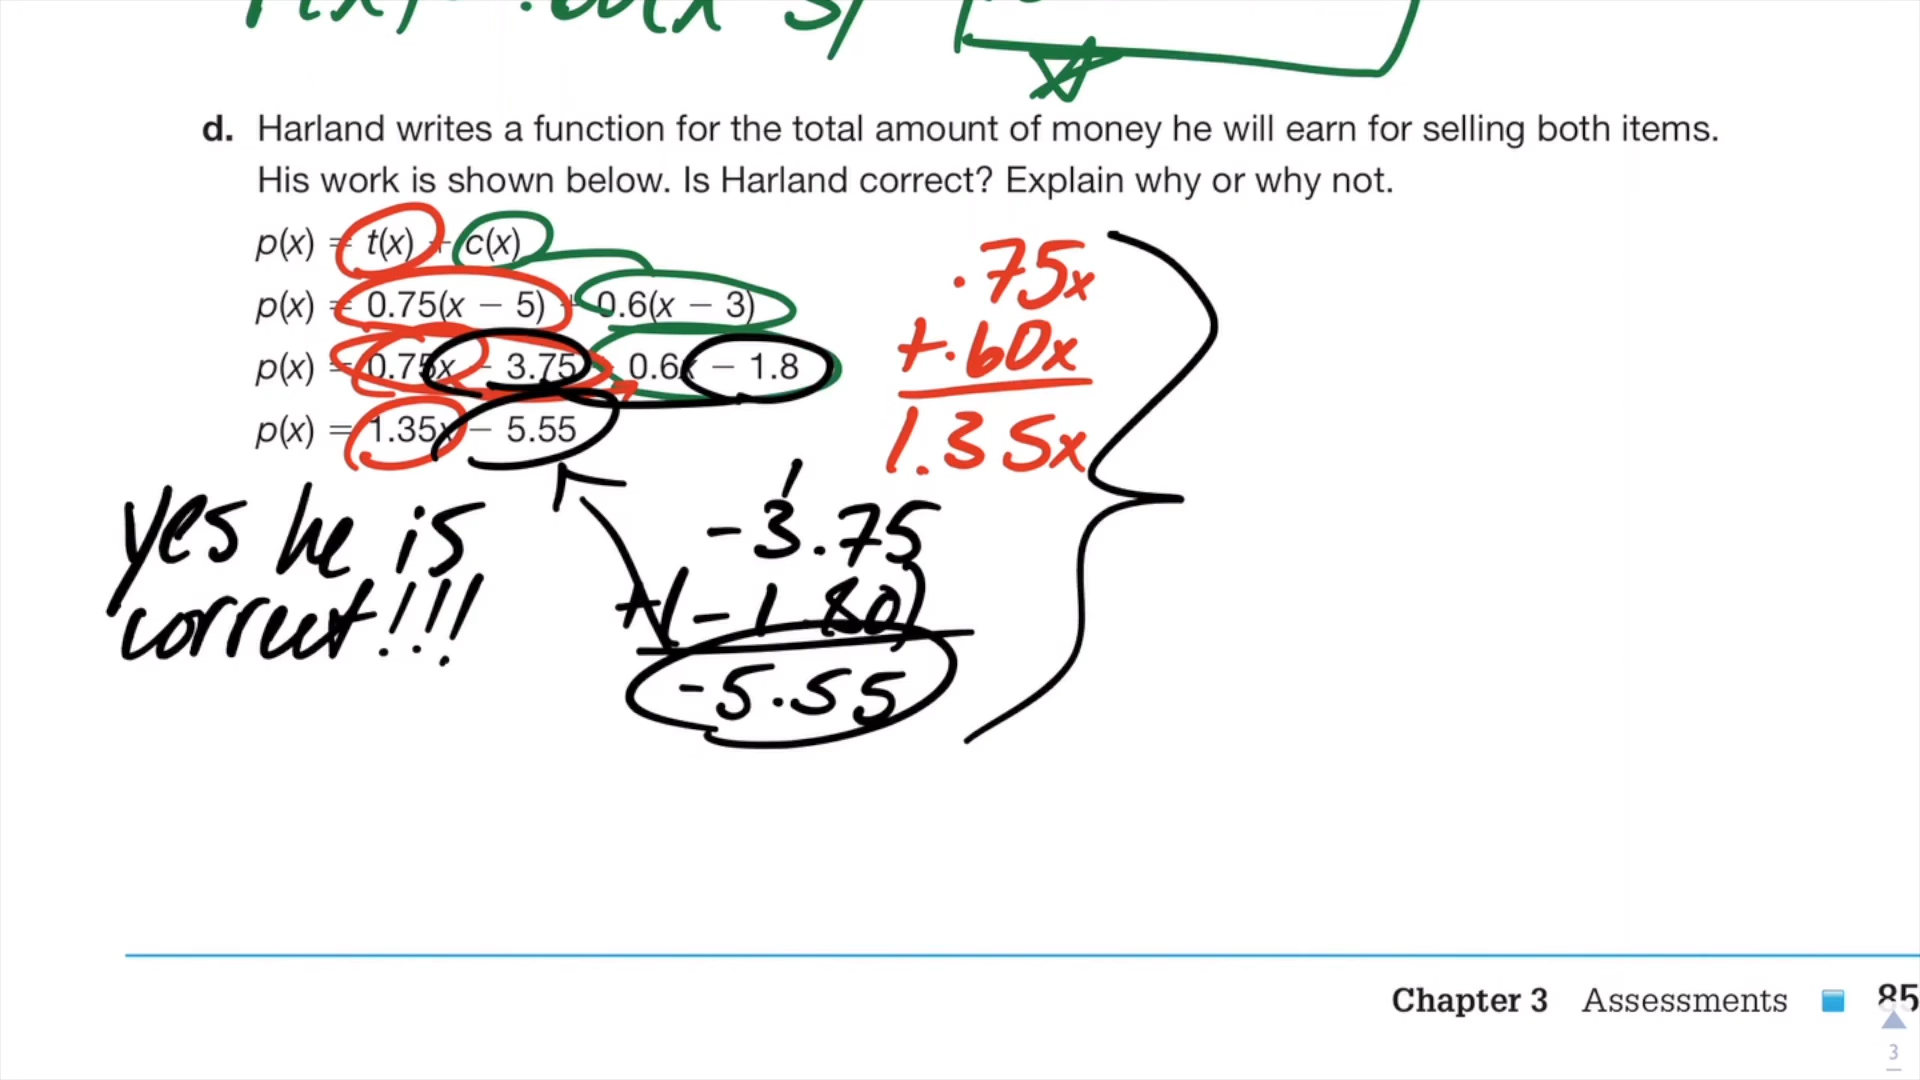 d. Harland writes a function for the total amount of money he will earn for selling both items.
His work is shown below. Is Harland correct? Explain why or why not.
p(x) = t(x) + c(x)
p(x) = 0.75(x − 5) + 0.6(x − 3)
p(x) = 0.75x − 3.75 + 0.6x − 1.8
p(x) = 1.35x − 5.55
.75x
+.60x
1.35x
yes he is
correct!!!
1
-3.75
+(-1.80)
-5.55
Chapter 3 Assessments 85
3